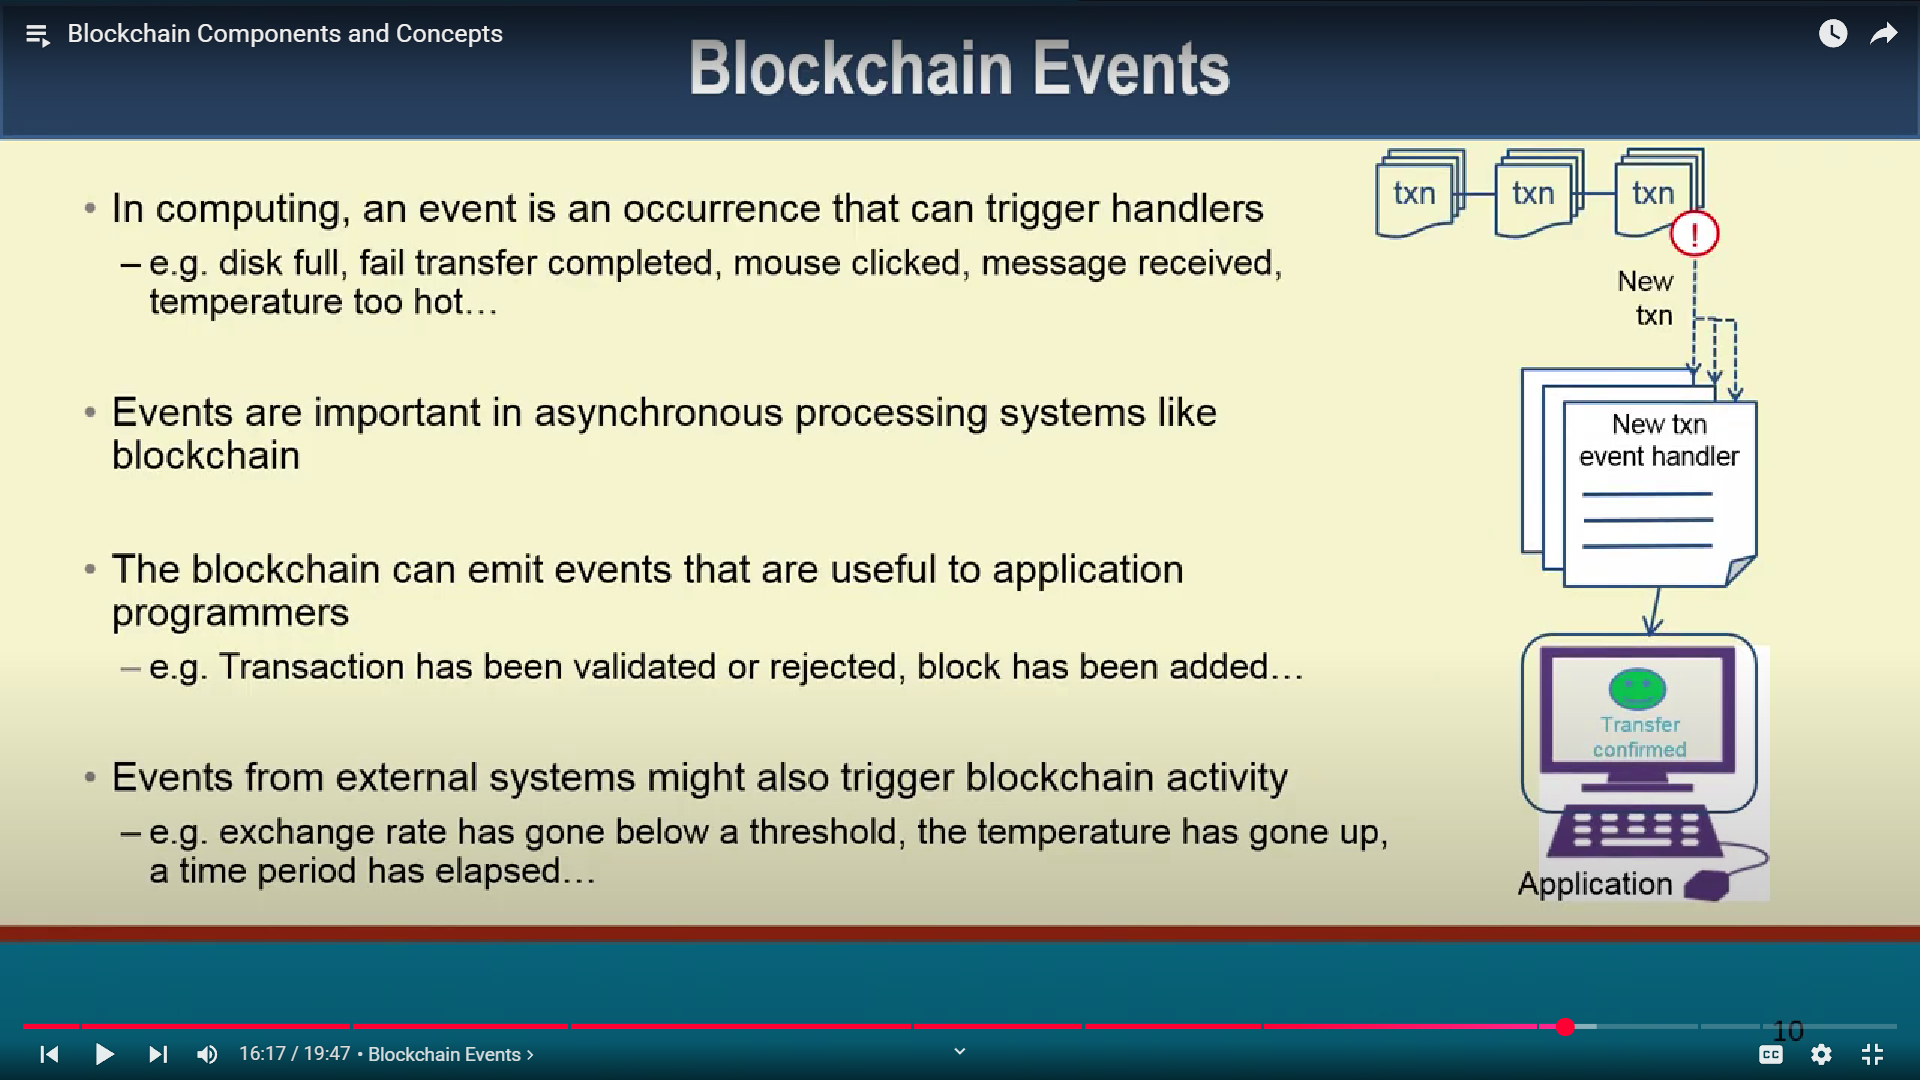 Blockchain Components and Concepts
Blockchain Events
• In computing, an event is an occurrence that can trigger handlers
– e.g. disk full, fail transfer completed, mouse clicked, message received,
temperature too hot…
• Events are important in asynchronous processing systems like
blockchain
• The blockchain can emit events that are useful to application
programmers
– e.g. Transaction has been validated or rejected, block has been added…
• Events from external systems might also trigger blockchain activity
– e.g. exchange rate has gone below a threshold, the temperature has gone up,
a time period has elapsed…
txn txn txn
!
New
txn
New txn
event handler
Transfer
confirmed
Application
10
16:17 / 19:47 • Blockchain Events ›
CC